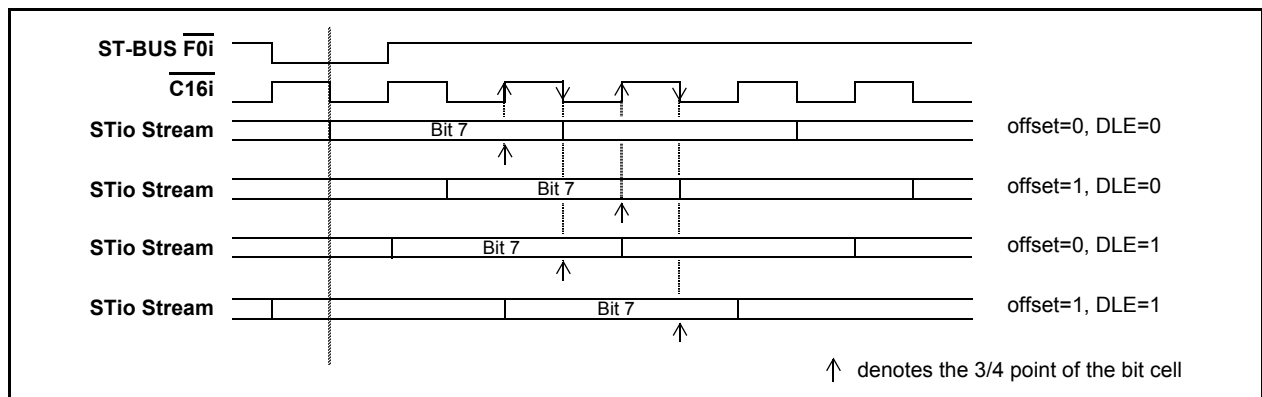 ST-BUS F0i
C16i
STio Stream Bit 7 offset=0, DLE=0
STio Stream Bit 7 offset=1, DLE=0
STio Stream Bit 7 offset=0, DLE=1
STio Stream Bit 7 offset=1, DLE=1
denotes the 3/4 point of the bit cell